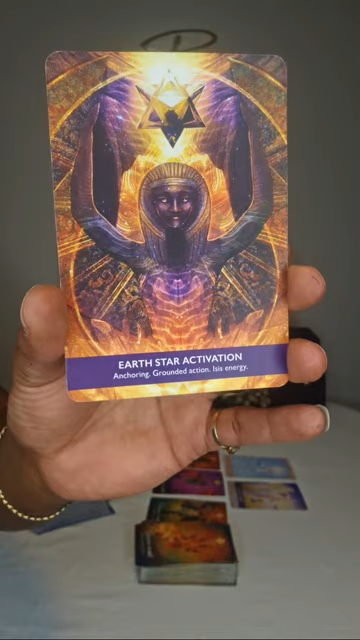 EARTH STAR ACTIVATION
Anchoring. Grounded action. Isis energy.